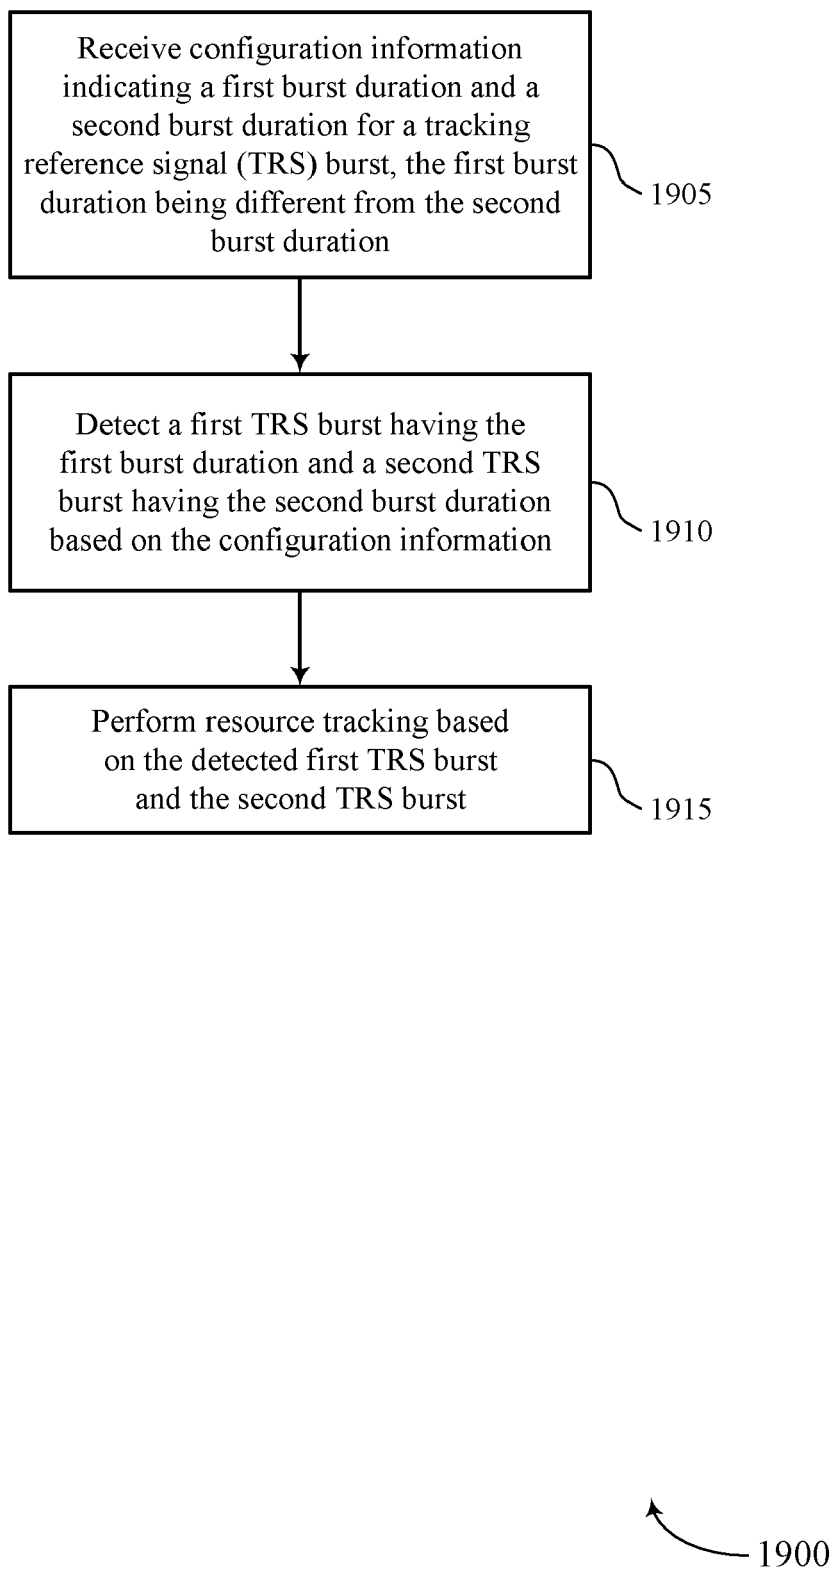 Receive configuration information
indicating a first burst duration and a
second burst duration for a tracking
reference signal (TRS) burst, the first burst
duration being different from the second
burst duration
1905
Detect a first TRS burst having the
first burst duration and a second TRS
burst having the second burst duration
based on the configuration information
1910
Perform resource tracking based
on the detected first TRS burst
and the second TRS burst
1915
1900